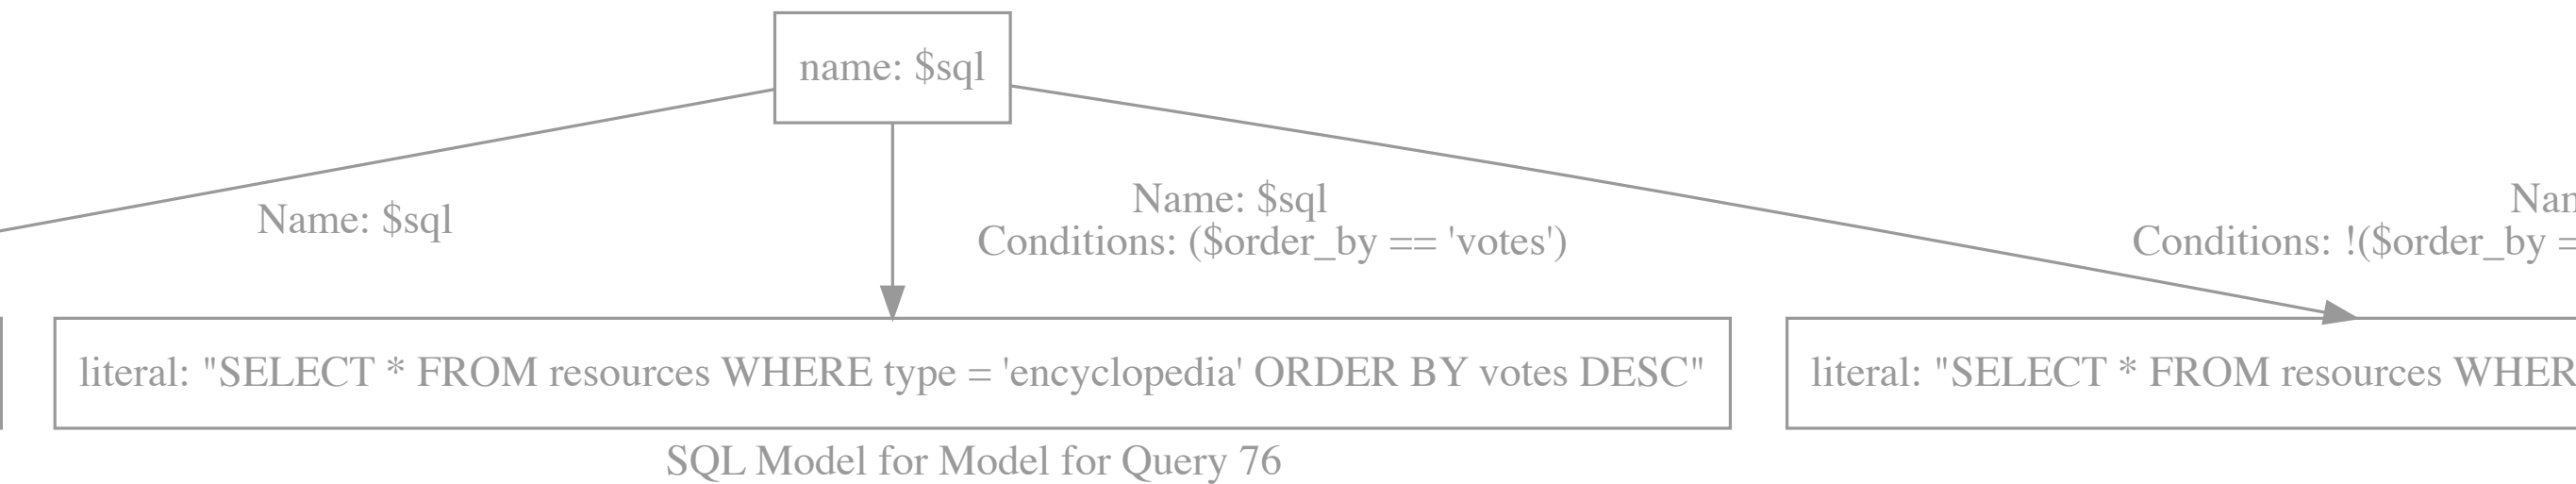 name: $sql
Name: $sql
Name: $sql
Conditions: ($order_by == 'votes')
Conditions: !($order_by =
literal: "SELECT * FROM resources WHERE type = 'encyclopedia' ORDER BY votes DESC"
literal: "SELECT * FROM resources
SQL Model for Model for Query 76